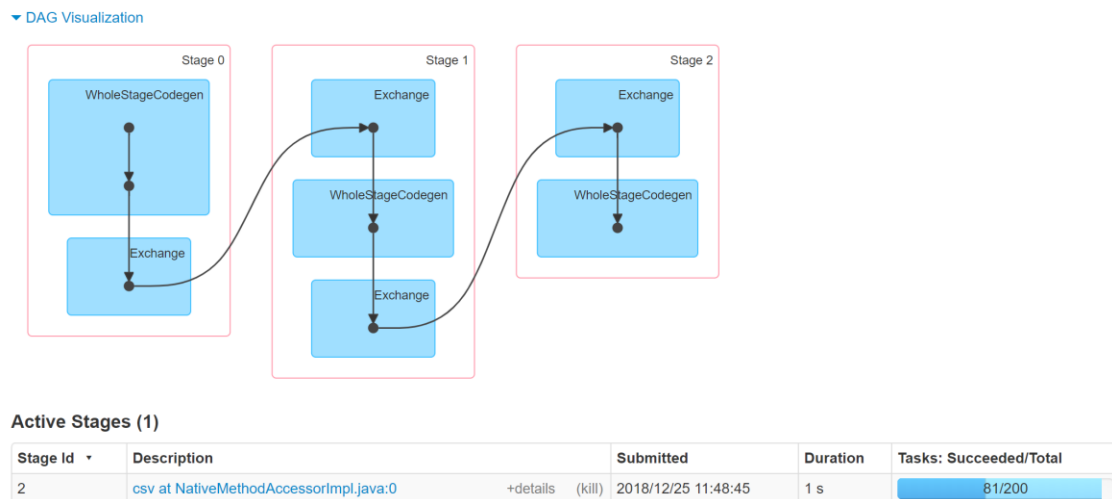 DAG Visualization
Stage 0
Stage 1
Stage 2
WholeStageCodegen
Exchange
Exchange
WholeStageCodegen
Exchange
Exchange
WholeStageCodegen
Active Stages (1)
Stage Id Description Submitted Duration Tasks: Succeeded/Total
2 csv at NativeMethodAccessorImpl.java:0 +details (kill) 2018/12/25 11:48:45 1 s 81/200